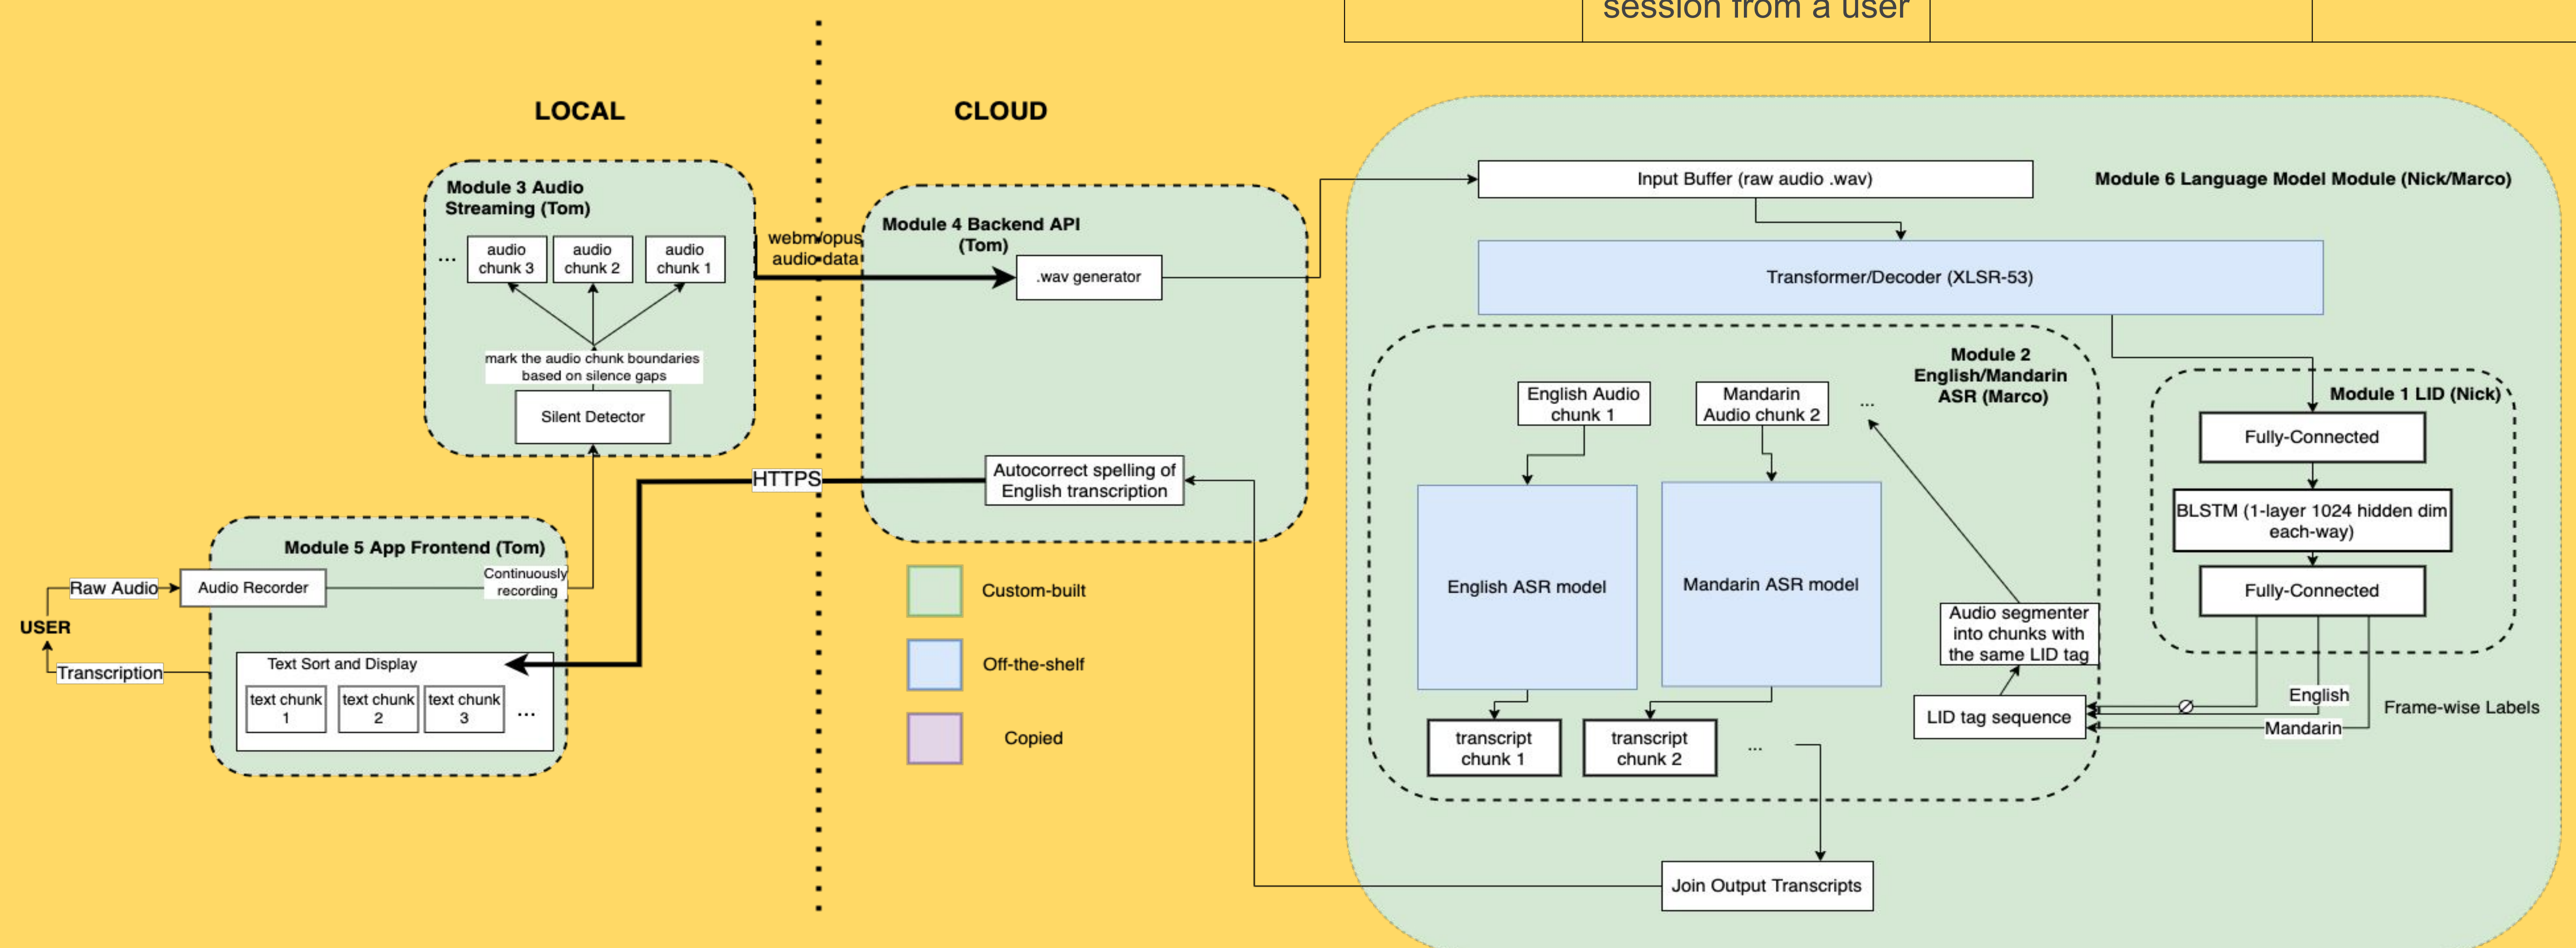 session from a user
LOCAL
CLOUD
Module 3 Audio
Streaming (Tom)
...
audio
chunk 3
audio
chunk 2
audio
chunk 1
mark the audio chunk boundaries
based on silence gaps
Silent Detector
webm/opus
audio data
HTTPS
Module 5 App Frontend (Tom)
Raw Audio
Audio Recorder
Continuously
recording
USER
Transcription
Text Sort and Display
text chunk
1
text chunk
2
text chunk
3
...
Module 4 Backend API
(Tom)
.wav generator
Autocorrect spelling of
English transcription
Custom-built
Off-the-shelf
Copied
Module 6 Language Model Module (Nick/Marco)
Input Buffer (raw audio .wav)
Transformer/Decoder (XLSR-53)
Module 2
English/Mandarin
ASR (Marco)
English Audio
chunk 1
Mandarin
Audio chunk 2
...
English ASR model
Mandarin ASR model
transcript
chunk 1
transcript
chunk 2
...
Audio segmenter
into chunks with
the same LID tag
LID tag sequence
Module 1 LID (Nick)
Fully-Connected
BLSTM (1-layer 1024 hidden dim
each-way)
Fully-Connected
∅
English
Mandarin
Frame-wise Labels
Join Output Transcripts